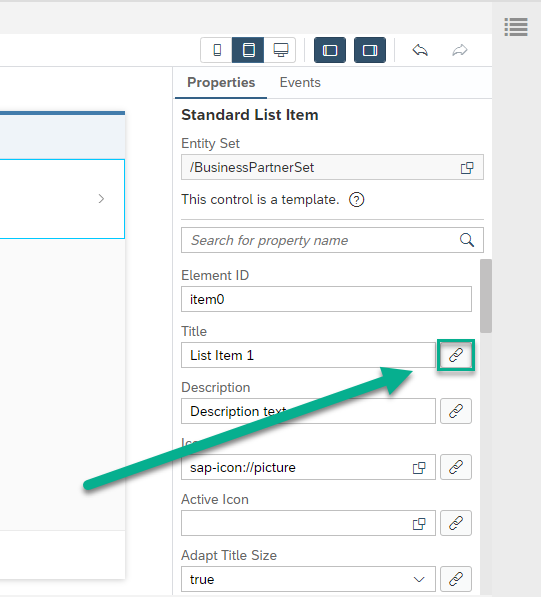 Properties Events
Standard List Item
Entity Set
/BusinessPartnerSet
This control is a template.
Search for property name
Element ID
item0
Title
List Item 1
Description
Description text
Ico
sap-icon://picture
Active Icon
Adapt Title Size
true